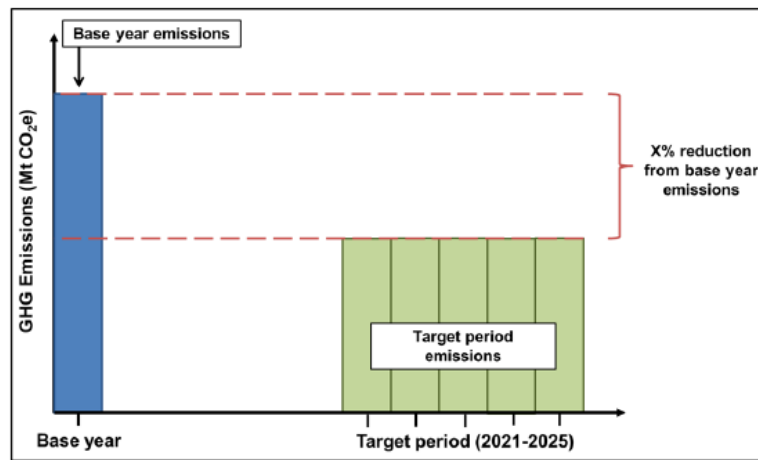 Base year emissions
GHG Emissions (Mt CO₂e)
X% reduction
from base year
emissions
Target period
emissions
Base year
Target period (2021-2025)